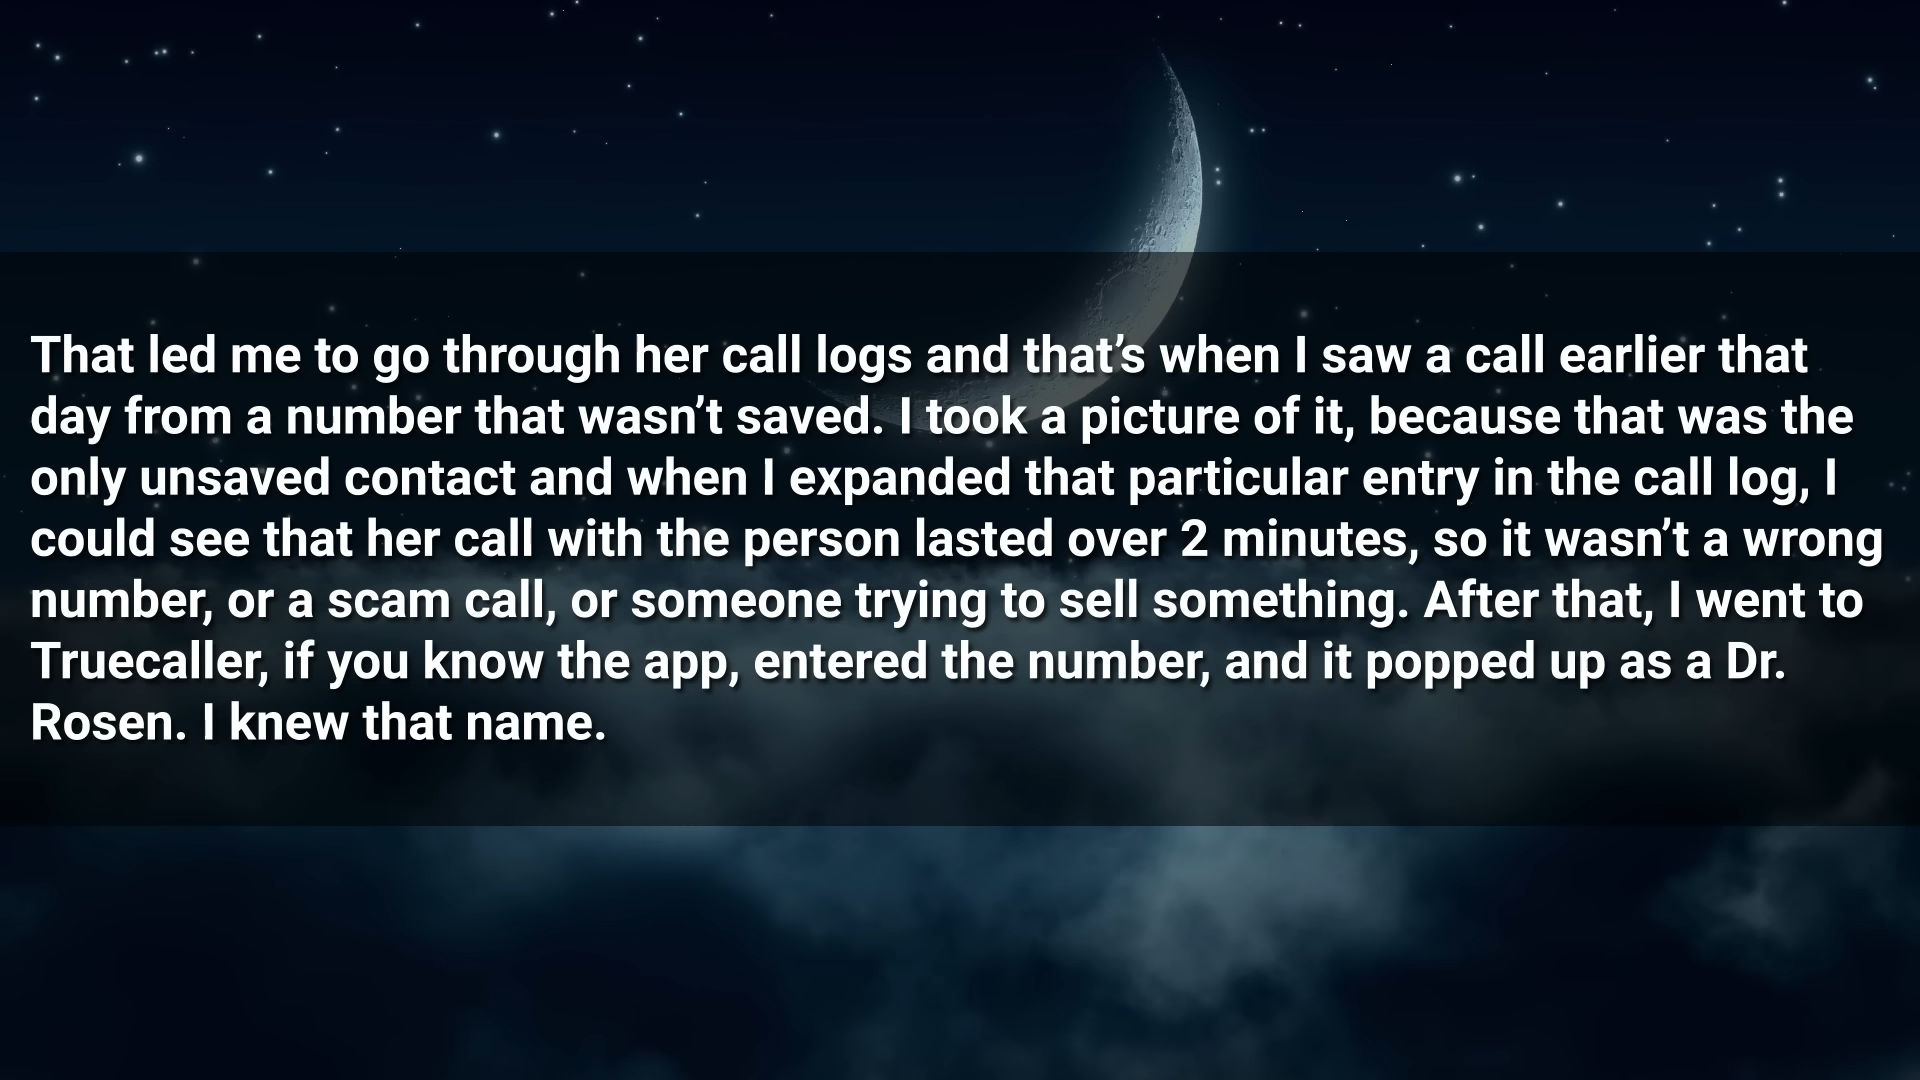 That led me to go through her call logs and that’s when I saw a call earlier that
day from a number that wasn’t saved. I took a picture of it, because that was the
only unsaved contact and when I expanded that particular entry in the call log, I
could see that her call with the person lasted over 2 minutes, so it wasn’t a wrong
number, or a scam call, or someone trying to sell something. After that, I went to
Truecaller, if you know the app, entered the number, and it popped up as a Dr.
Rosen. I knew that name.